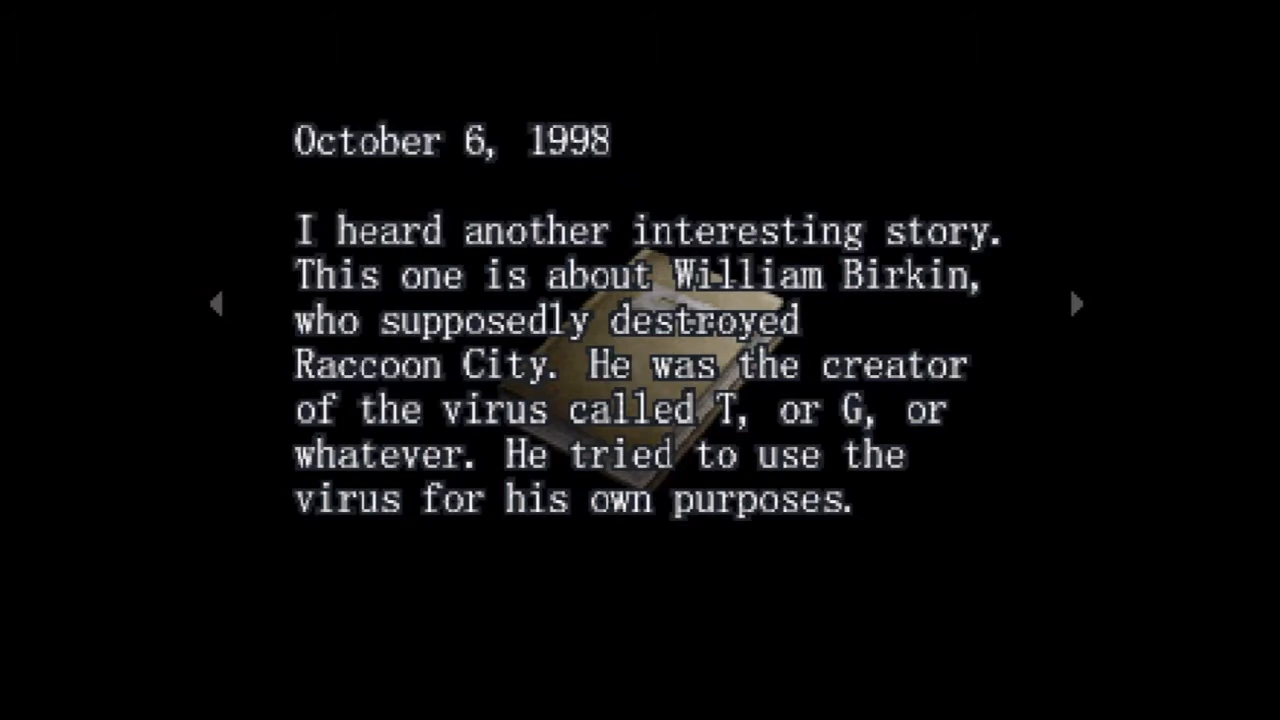 October 6, 1998
I heard another interesting story.
This one is about William Birkin,
who supposedly destroyed
Raccoon City. He was the creator
of the virus called T, or G, or
whatever. He tried to use the
virus for his own purposes.